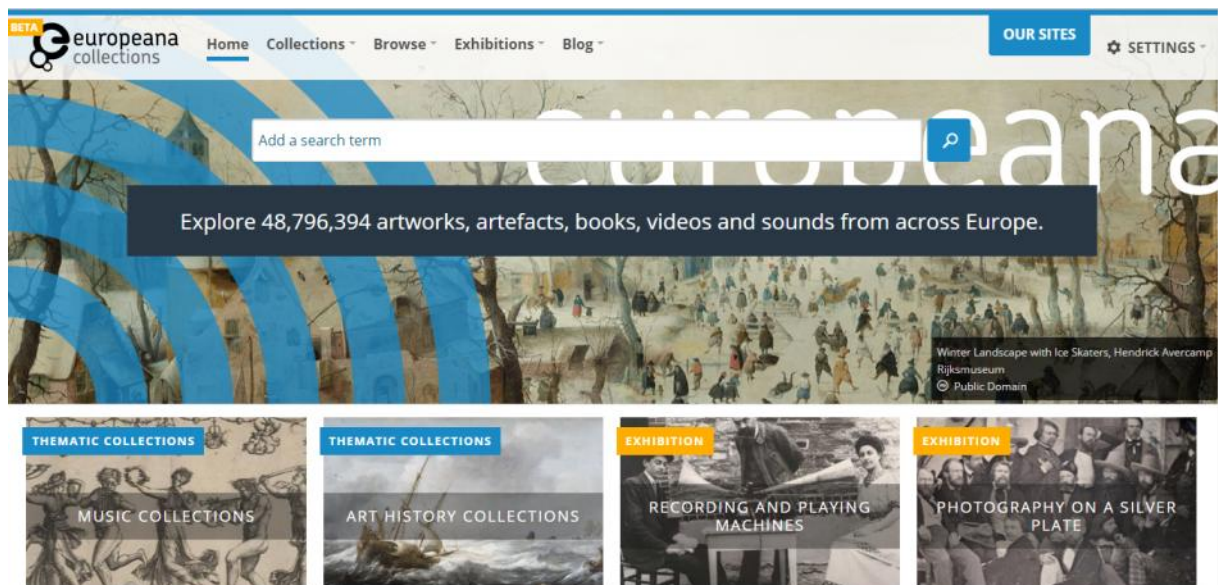 BETA
europeana
collections
Home Collections Browse Exhibitions Blog
OUR SITES
SETTINGS
europeana
Add a search term
Explore 48,796,394 artworks, artefacts, books, videos and sounds from across Europe.
Winter Landscape with Ice Skaters, Hendrick Avercamp
Rijksmuseum
Public Domain
THEMATIC COLLECTIONS
MUSIC COLLECTIONS
THEMATIC COLLECTIONS
ART HISTORY COLLECTIONS
EXHIBITION
RECORDING AND PLAYING
MACHINES
EXHIBITION
PHOTOGRAPHY ON A SILVER
PLATE